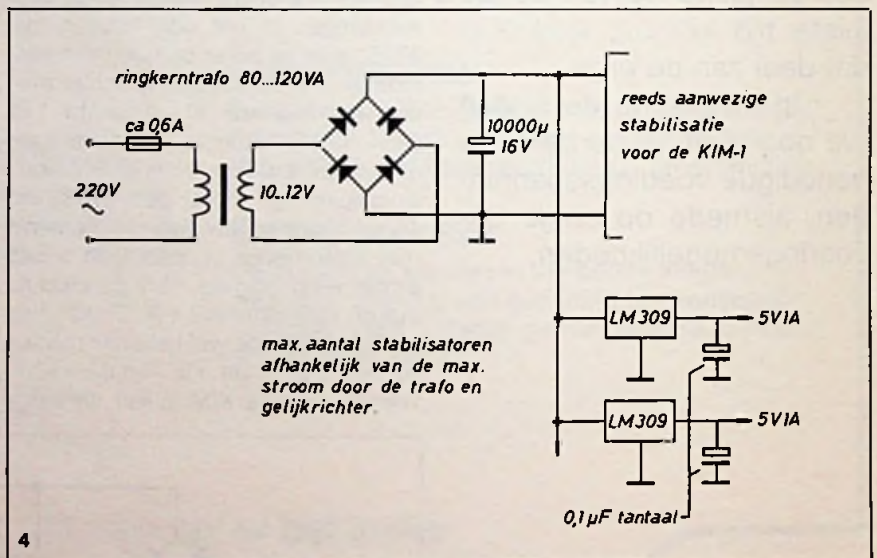 ringkerntrafo 80...120VA
ca 0,6A
220V
~
10...12V
10000µ
16V
reeds aanwezige
stabilisatie
voor de KIM-1
max. aantal stabilisatoren
afhankelijk van de max.
stroom door de trafo en
gelijkrichter.
LM309
5V1A
LM309
5V1A
0,1µF tantaal
4